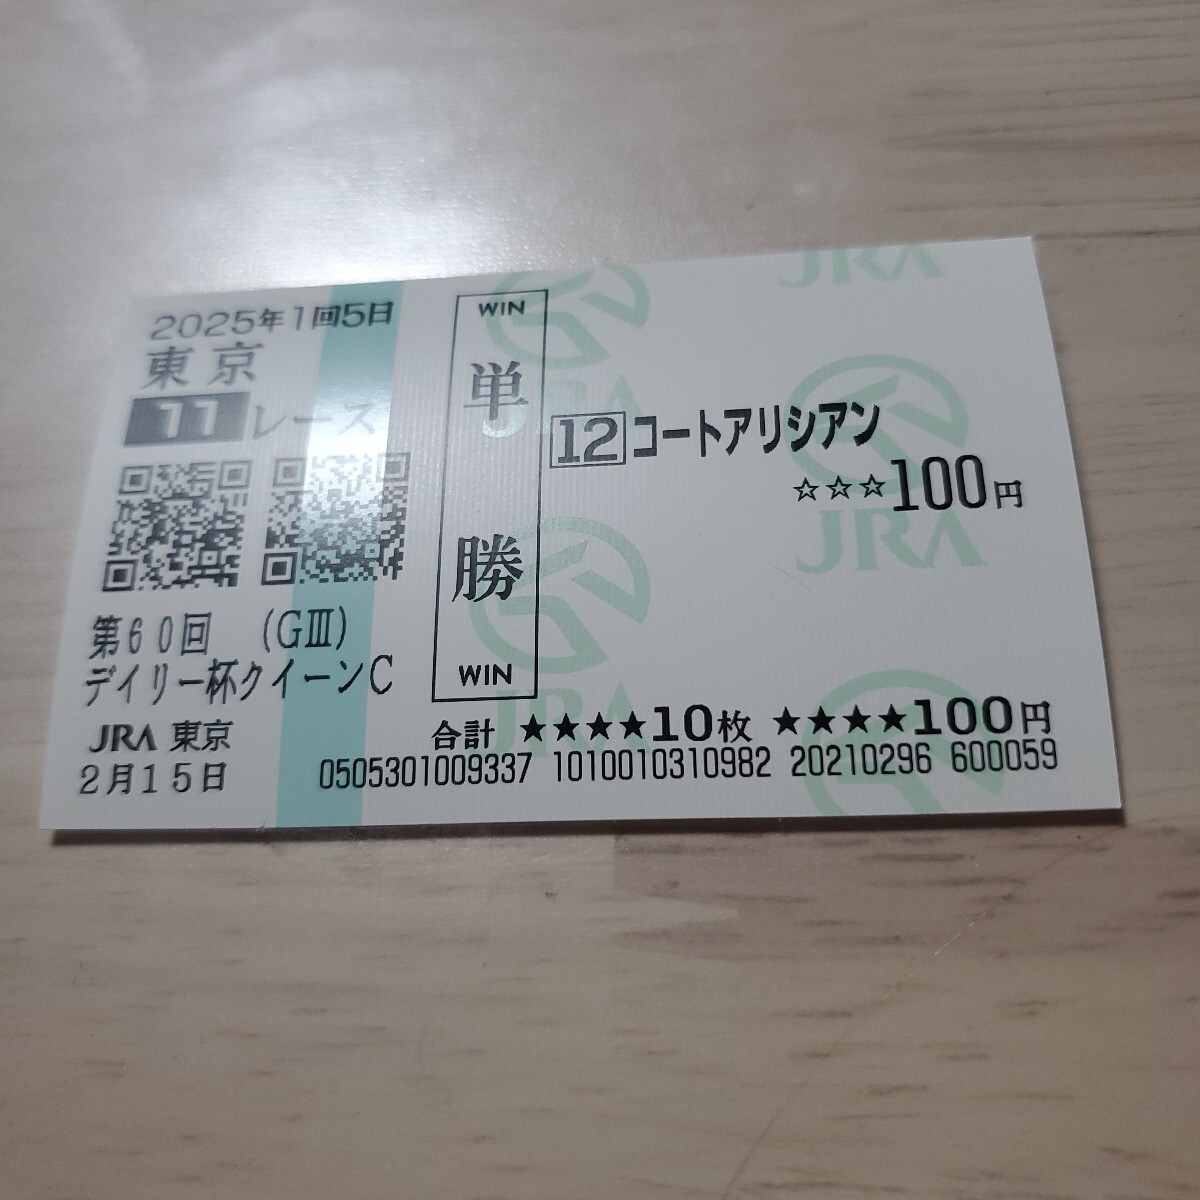 2025年1回5日
東京
11レース
第60回 (GⅢ)
デイリー杯クイーンC
JRA 東京
2月15日
WIN
単勝
WIN
12 コートアリシアン
☆☆☆100円
合計 ★★★★10枚 ★★★★100円
0505301009337 1010010310982 20210296 600059
JRA
JRA
JRA
JRA